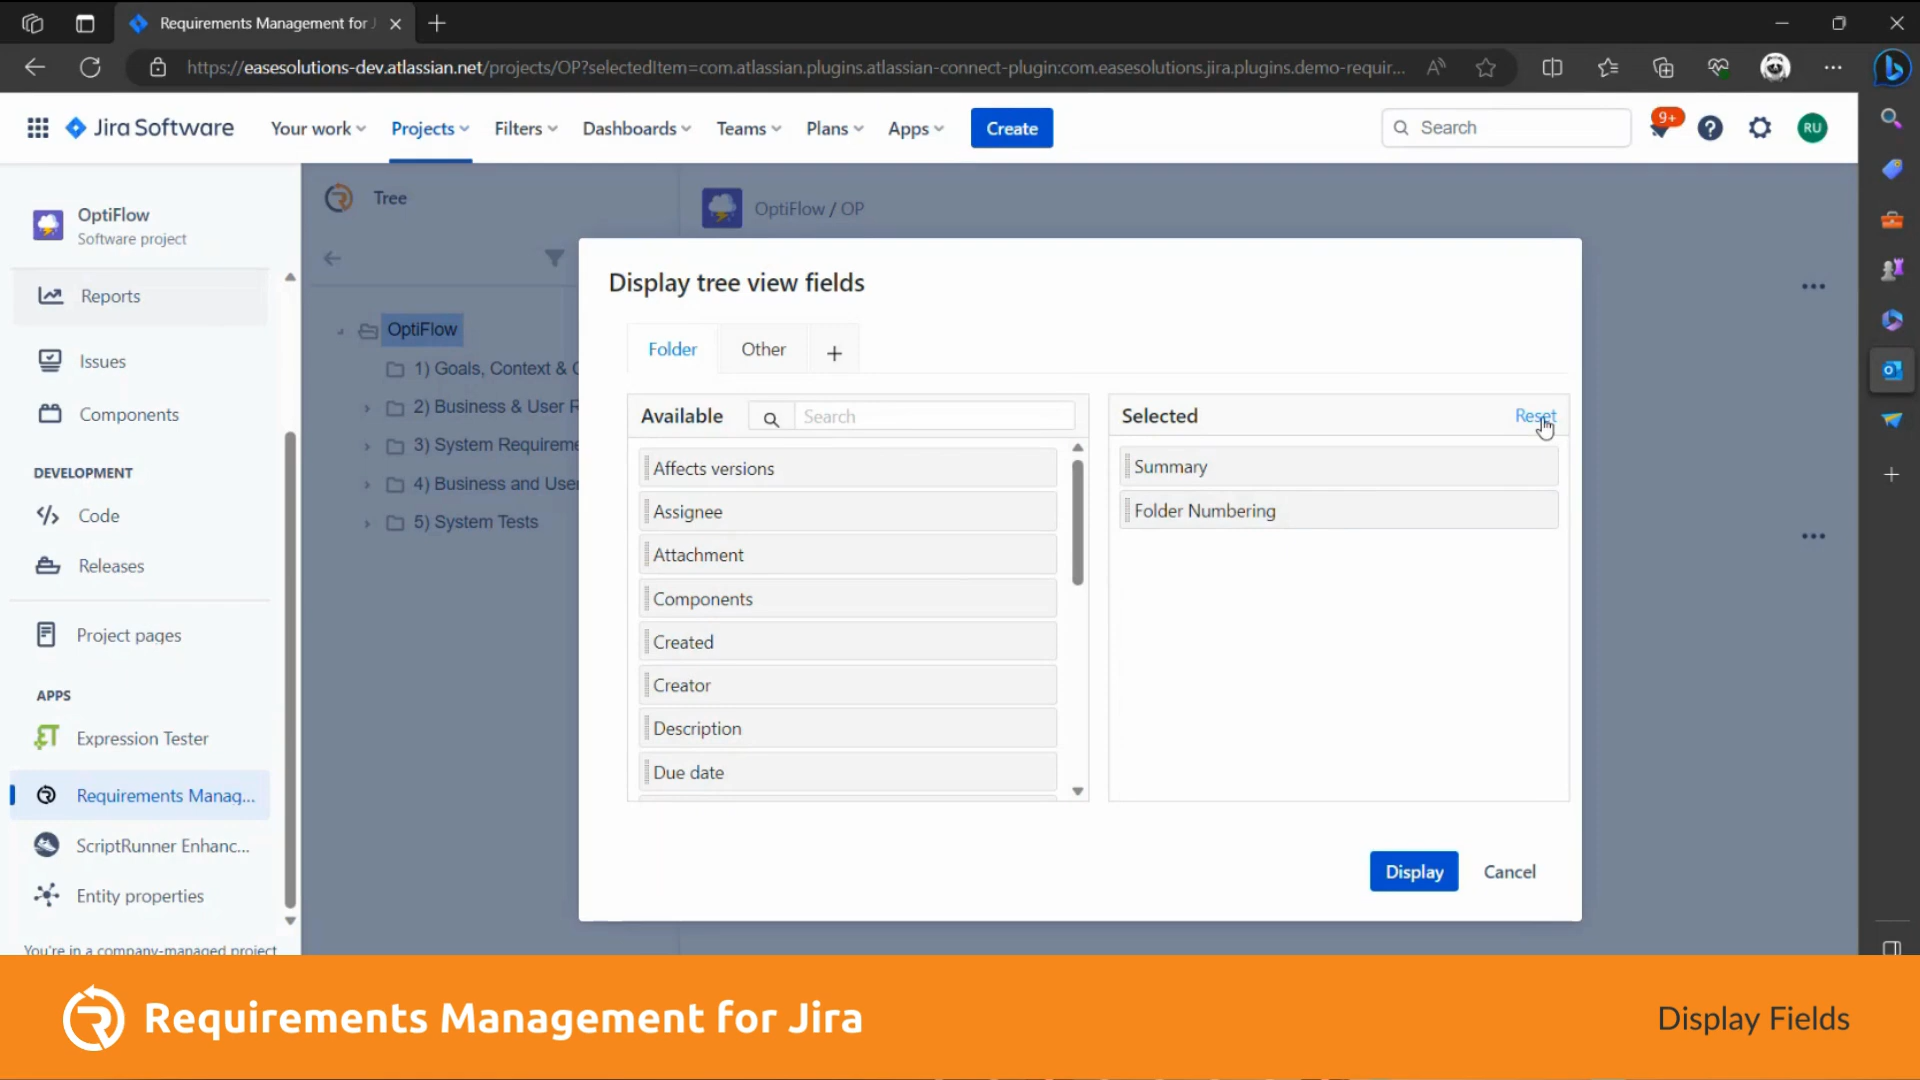 Requirements Management for J
https://easesolutions-dev.atlassian.net/projects/OP?selectedItem=com.atlassian.plugins.atlassian-connect-plugin:com.easesolutions.jira.plugins.demo-requir...
Jira Software
Your work
Projects
Filters
Dashboards
Teams
Plans
Apps
Create
Search
9+
RU
OptiFlow
Software project
Reports
Issues
Components
DEVELOPMENT
Code
Releases
Project pages
APPS
Expression Tester
Requirements Manag...
ScriptRunner Enhanc...
Entity properties
You're in a company-managed project
Tree
OptiFlow
1) Goals, Context &
2) Business & User R
3) System Requireme
4) Business and User
5) System Tests
OptiFlow / OP
Display tree view fields
Folder
Other
+
Available
Search
Affects versions
Assignee
Attachment
Components
Created
Creator
Description
Due date
Selected
Reset
Summary
Folder Numbering
Display
Cancel
Requirements Management for Jira
Display Fields